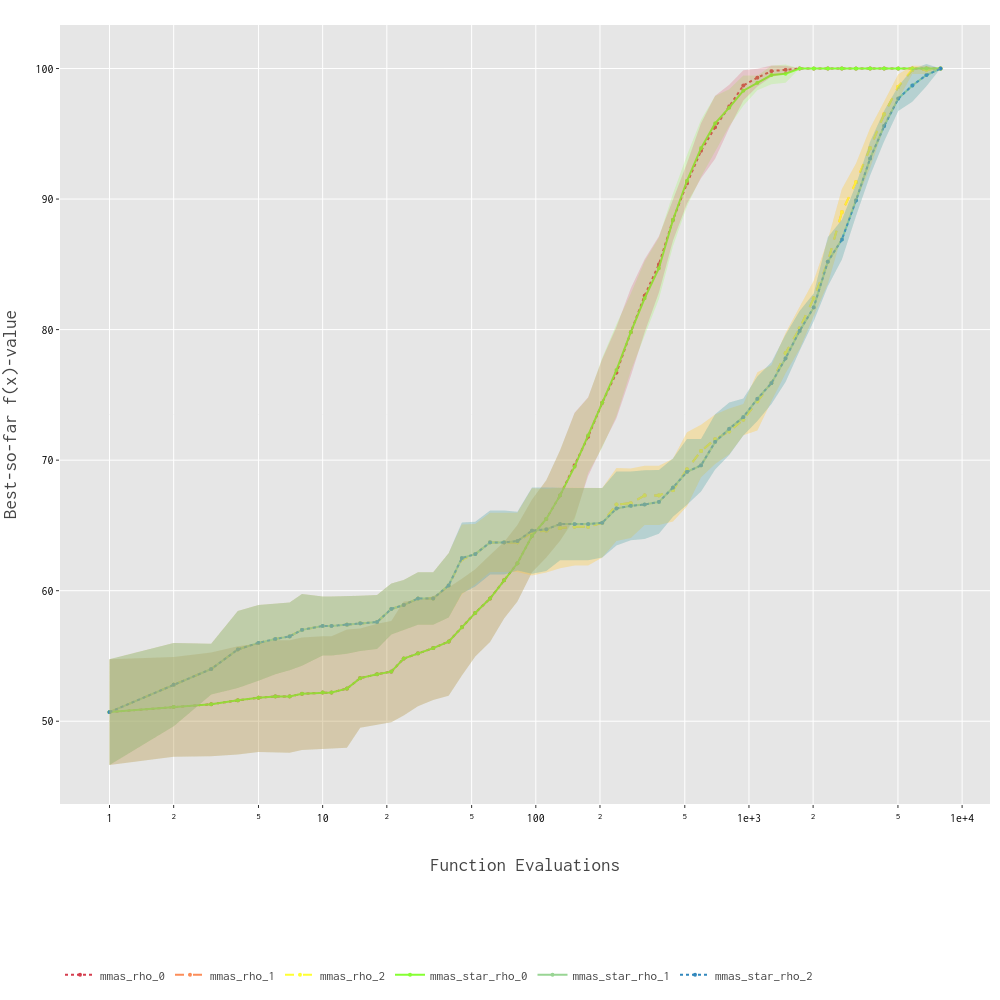 100
90
80
70
60
50
Best-so-far f(x)-value
1 2 5 10 2 5 100 2 5 1e+3 2 5 1e+4
Function Evaluations
mmas_rho_0 mmas_rho_1 mmas_rho_2 mmas_star_rho_0 mmas_star_rho_1 mmas_star_rho_2